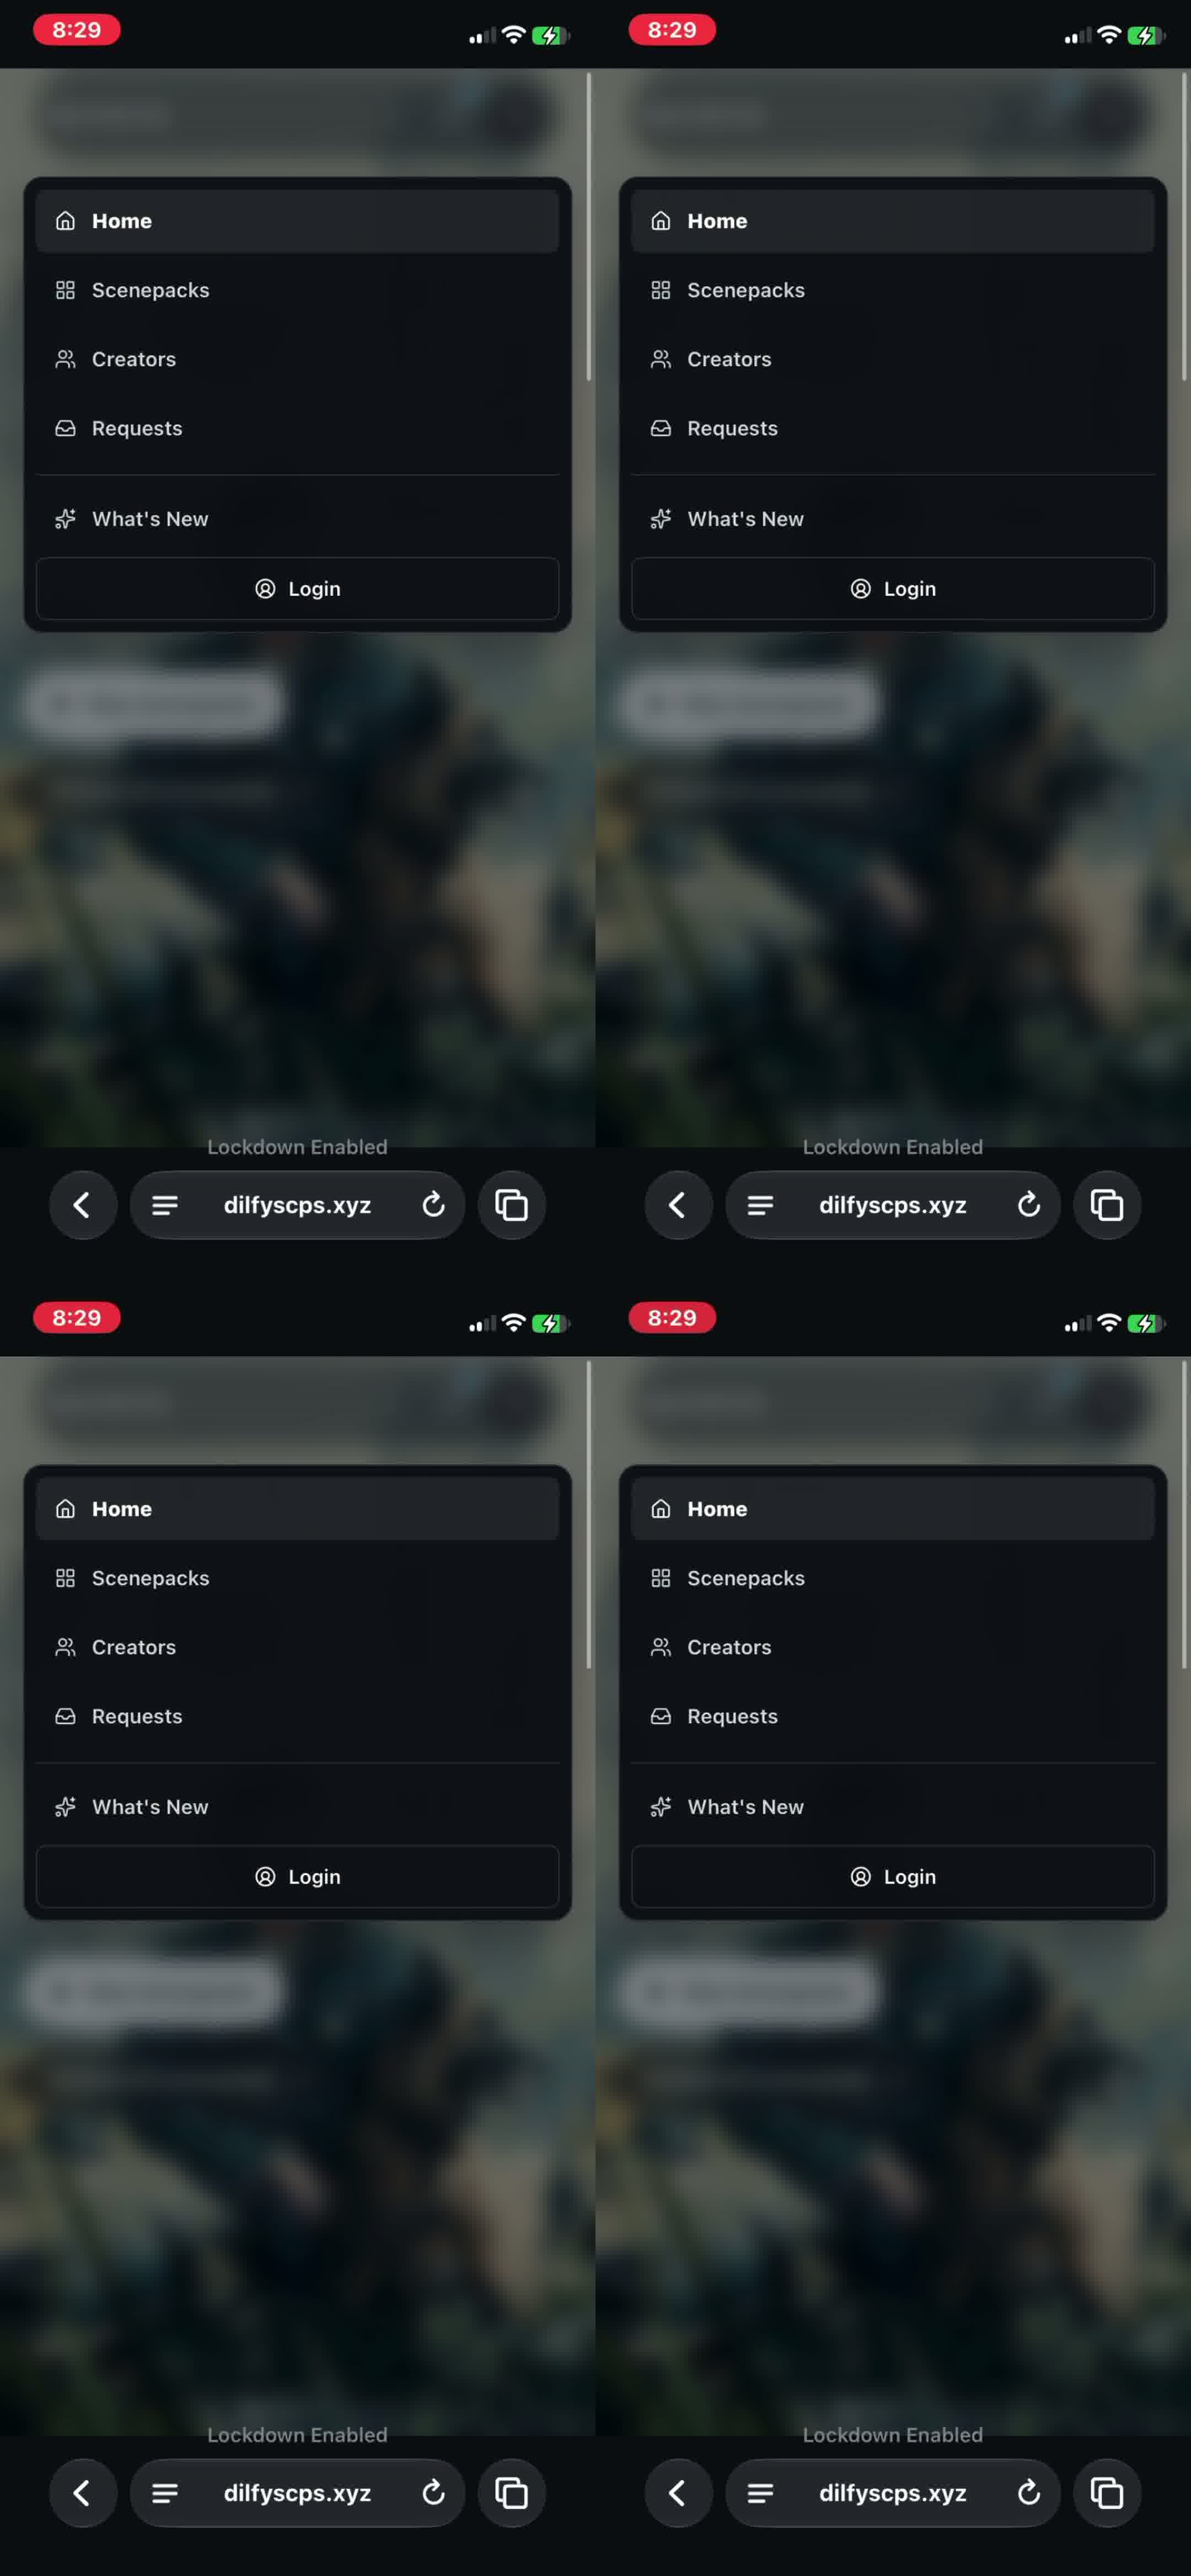 8:29
Home
Scenepacks
Creators
Requests
What's New
Login
Lockdown Enabled
dilfyscps.xyz
8:29
Home
Scenepacks
Creators
Requests
What's New
Login
Lockdown Enabled
dilfyscps.xyz
8:29
Home
Scenepacks
Creators
Requests
What's New
Login
Lockdown Enabled
dilfyscps.xyz
8:29
Home
Scenepacks
Creators
Requests
What's New
Login
Lockdown Enabled
dilfyscps.xyz